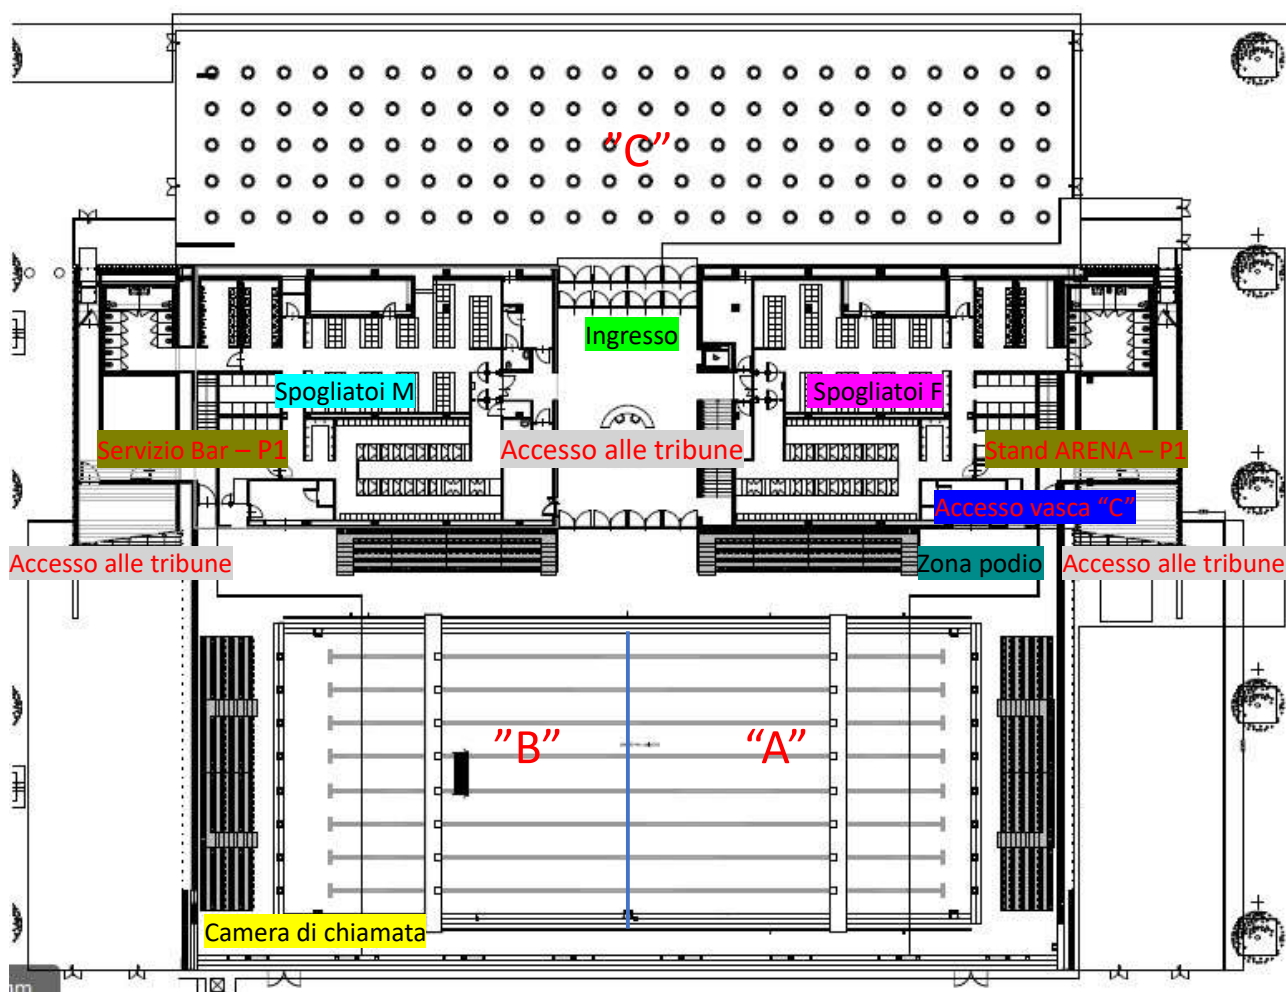 ”C”
Ingresso
Spogliatoi M
Spogliatoi F
Servizio Bar – P1
Accesso alle tribune
Stand ARENA – P1
Accesso vasca “C”
Accesso alle tribune
Zona podio
Accesso alle tribune
”B”
“A”
Camera di chiamata